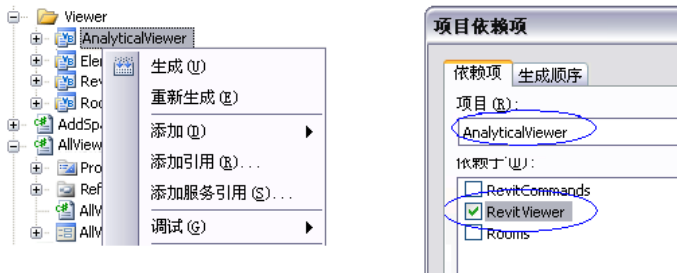 Viewer
AnalyticalViewer
Ele
Rev
Roo
AddSp
AllView
Pro
Ref
AllV
AllV
生成(U)
重新生成(E)
添加(D)
添加引用(R)...
添加服务引用(S)...
调试(G)
项目依赖项
依赖项 生成顺序
项目(R):
AnalyticalViewer
依赖于(U):
RevitCommands
RevitViewer
Rooms